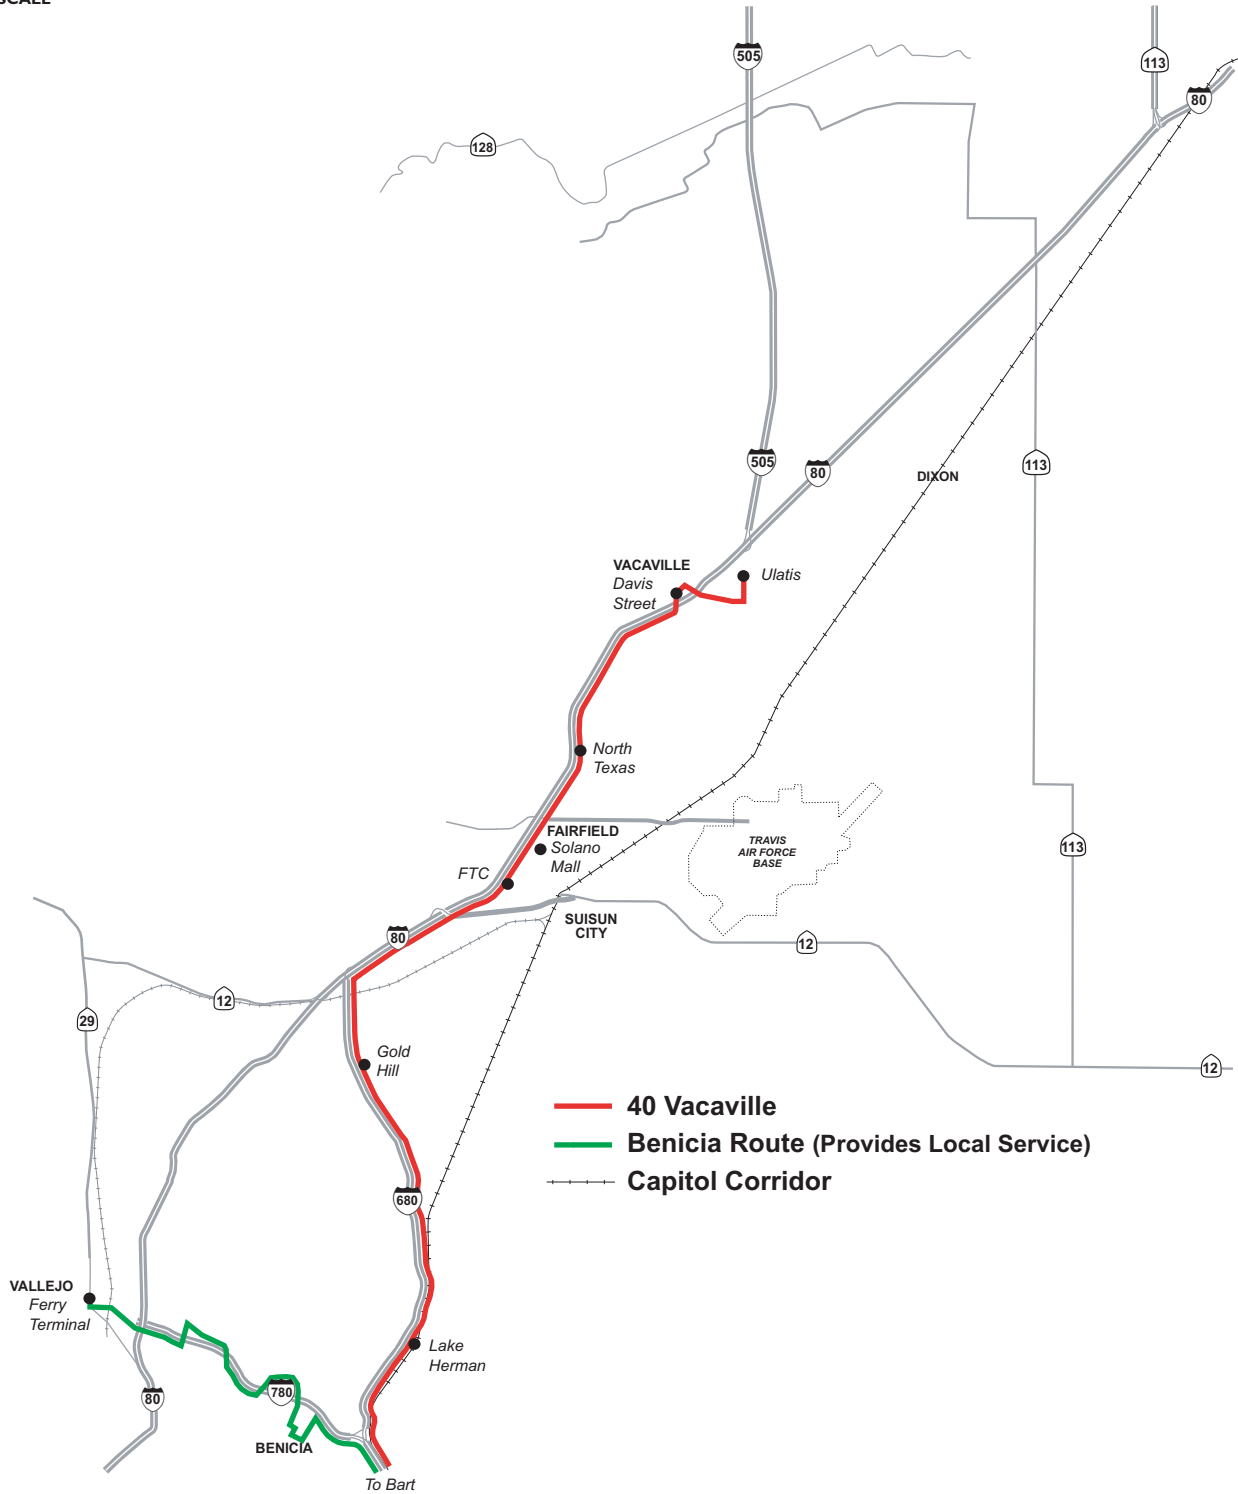 SCALE
505
113
80
128
505
80
113
DIXON
VACAVILLE
Davis
Street
Ulatis
North
Texas
FAIRFIELD
Solano
Mall
TRAVIS
AIR FORCE
BASE
113
FTC
SUISUN
CITY
80
12
12
29
Gold
Hill
12
40 Vacaville
Benicia Route (Provides Local Service)
Capitol Corridor
680
VALLEJO
Ferry
Terminal
Lake
Herman
80
780
BENICIA
To Bart